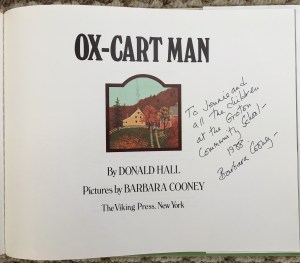 OX-CART MAN
To Jennie and
all the children
at the Groton
Community School -
1988
Barbara Cooney -
By DONALD HALL
Pictures by BARBARA COONEY
The Viking Press, New York